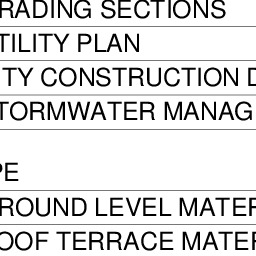 RADING SECTIONS
TILITY PLAN
TY CONSTRUCTION D
TORMWATER MANAG
PE
ROUND LEVEL MATER
OOF TERRACE MATER